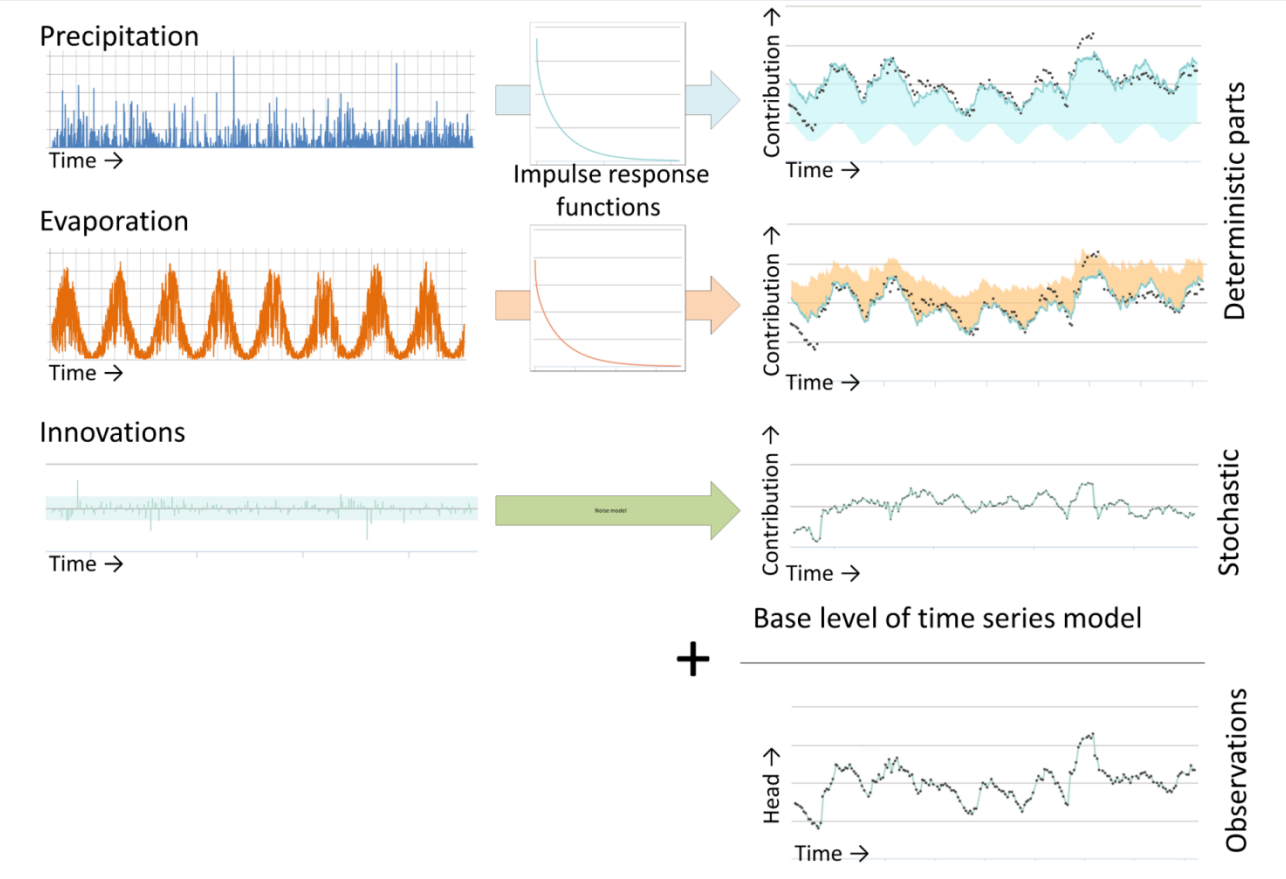 Precipitation
Time →
Impulse response
functions
Contribution →
Time →
Deterministic parts
Evaporation
Time →
Contribution →
Time →
Innovations
Time →
Noise model
Contribution →
Time →
Stochastic
Base level of time series model
+
Head →
Time →
Observations